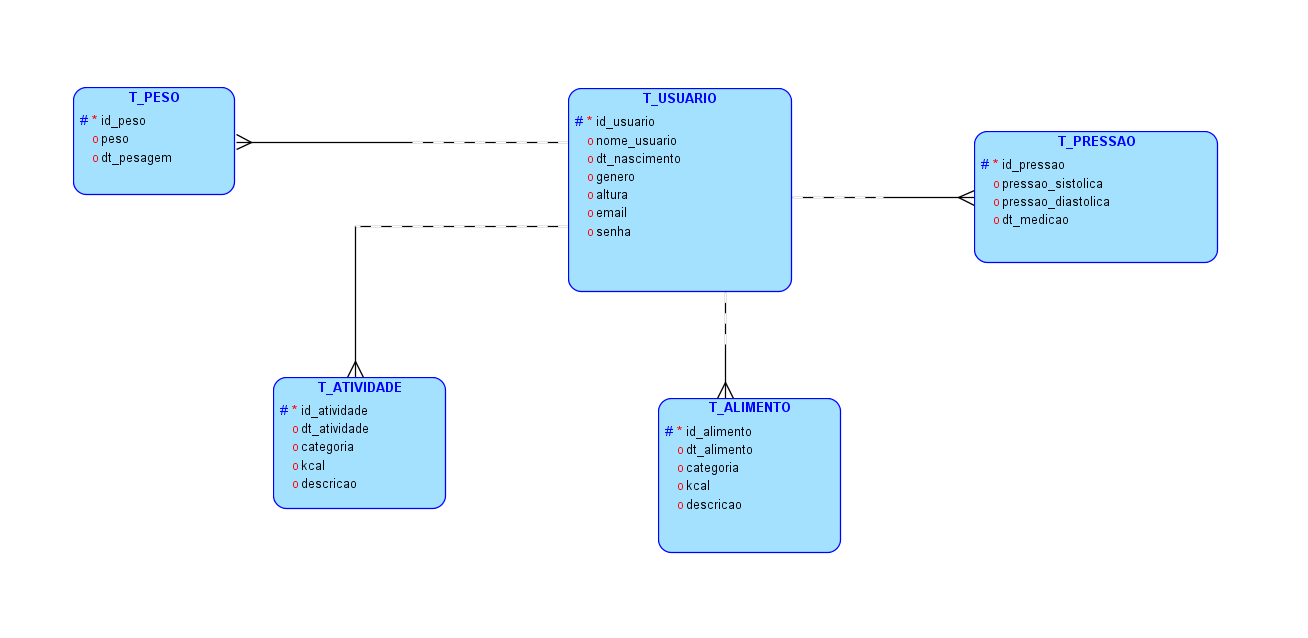 T_PESO
# * id_peso
o peso
o dt_pesagem
T_USUARIO
# * id_usuario
o nome_usuario
o dt_nascimento
o genero
o altura
o email
o senha
T_PRESSAO
# * id_pressao
o pressao_sistolica
o pressao_diastolica
o dt_medicao
T_ATIVIDADE
# * id_atividade
o dt_atividade
o categoria
o kcal
o descricao
T_ALIMENTO
# * id_alimento
o dt_alimento
o categoria
o kcal
o descricao